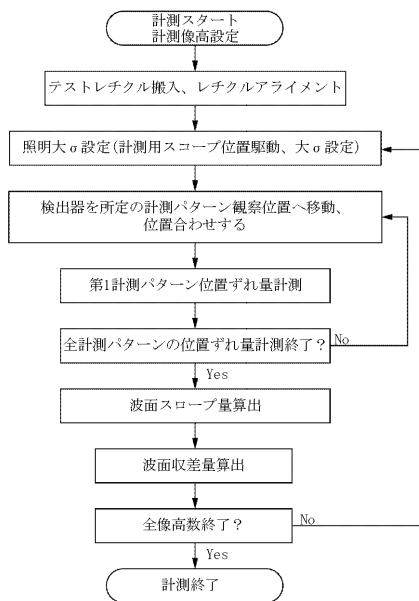 計測スタート
計測像高設定
テストレチクル搬入、レチクルアライメント
照明大σ設定(計測用スコープ位置駆動、大σ設定)
検出器を所定の計測パターン観察位置へ移動、
位置合わせする
第1計測パターン位置ずれ量計測
全計測パターンの位置ずれ量計測終了？
No
Yes
波面スロープ量算出
波面収差量算出
全像高数終了？
No
Yes
計測終了